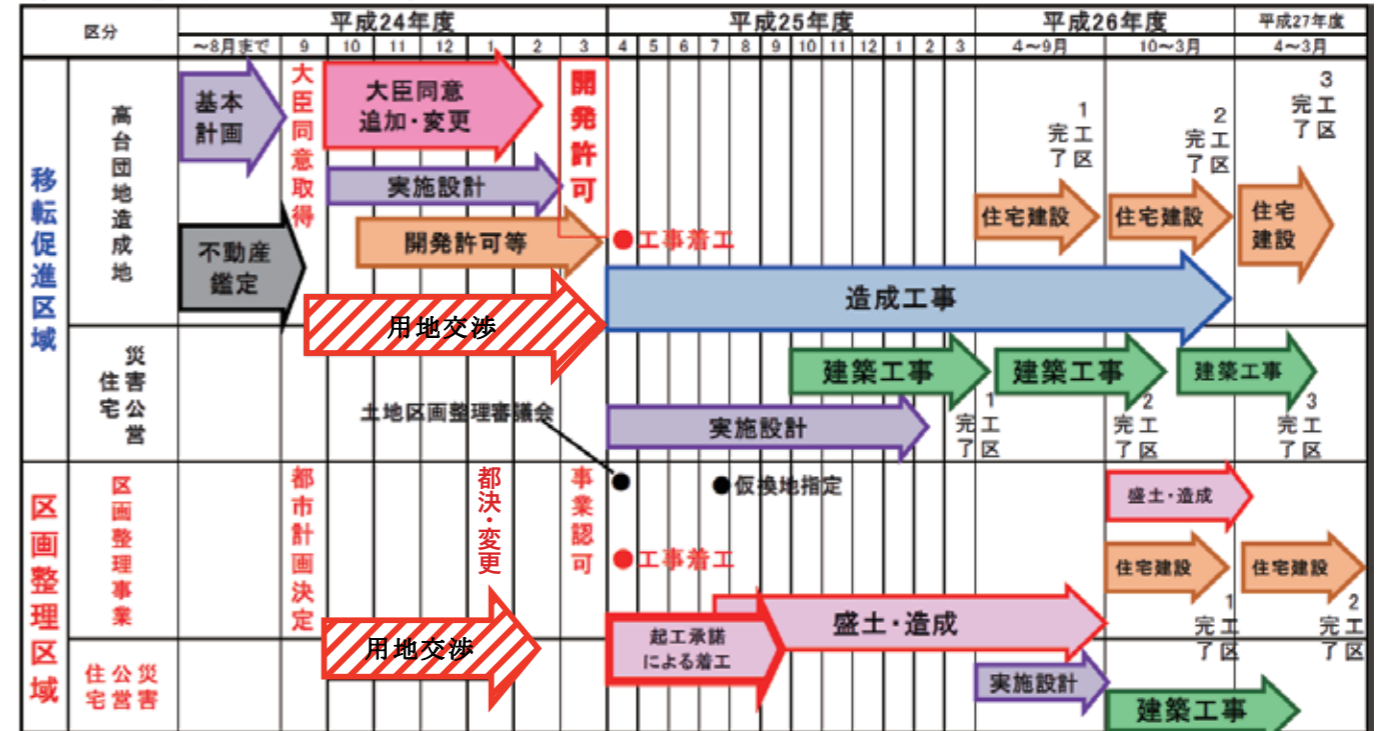 区分
平成24年度
平成25年度
平成26年度
平成27年度
～8月まで
9
10
11
12
1
2
3
4
5
6
7
8
9
10
11
12
1
2
3
4～9月
10～3月
4～3月
移転促進区域
高台団地造成地
基本
計画
大臣同意取得
大臣同意
追加・変更
開発許可
実施設計
不動産
鑑定
開発許可等
●工事着工
用地交渉
造成工事
1工区
完了
2工区
完了
3工区
完了
住宅建設
住宅建設
住宅
建設
災害公営
住宅
建築工事
建築工事
建築工事
土地区画整理審議会
実施設計
1工区
完了
2工区
完了
3工区
完了
区画整理区域
区画整理事業
都市計画決定
都決・変更
事業認可
●
●仮換地指定
●工事着工
盛土・造成
住宅建設
住宅建設
用地交渉
起工承諾
による着工
盛土・造成
1工区
完了
2工区
完了
災害
公営
住宅
実施設計
建築工事